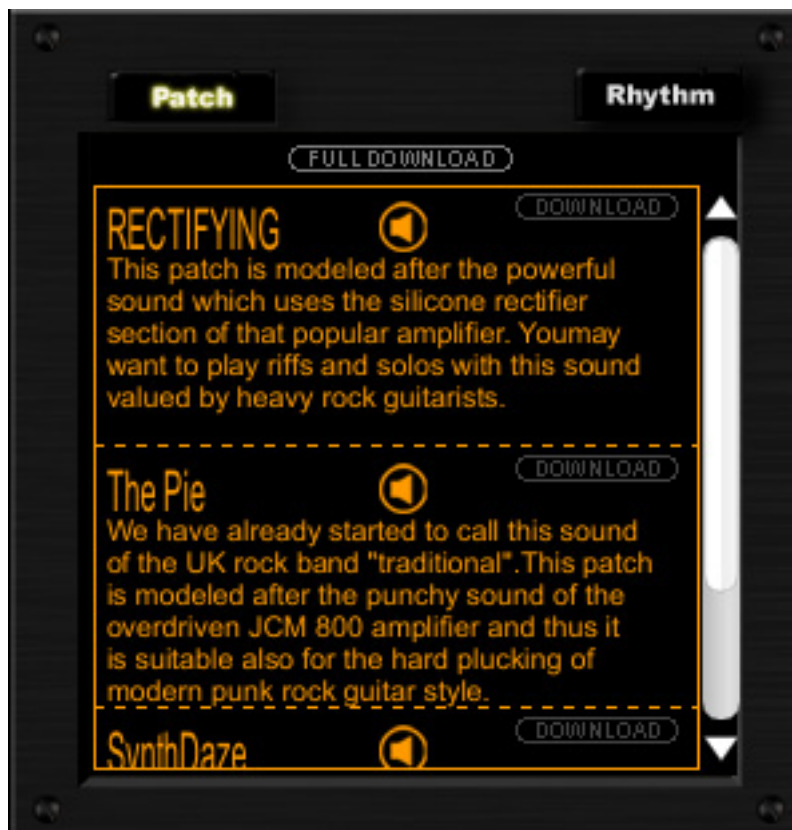 Patch
Rhythm
FULL DOWNLOAD
RECTIFYING
DOWNLOAD
This patch is modeled after the powerful
sound which uses the silicone rectifier
section of that popular amplifier. Youmay
want to play riffs and solos with this sound
valued by heavy rock guitarists.
The Pie
DOWNLOAD
We have already started to call this sound
of the UK rock band "traditional".This patch
is modeled after the punchy sound of the
overdriven JCM 800 amplifier and thus it
is suitable also for the hard plucking of
modern punk rock guitar style.
SynthDaze
DOWNLOAD